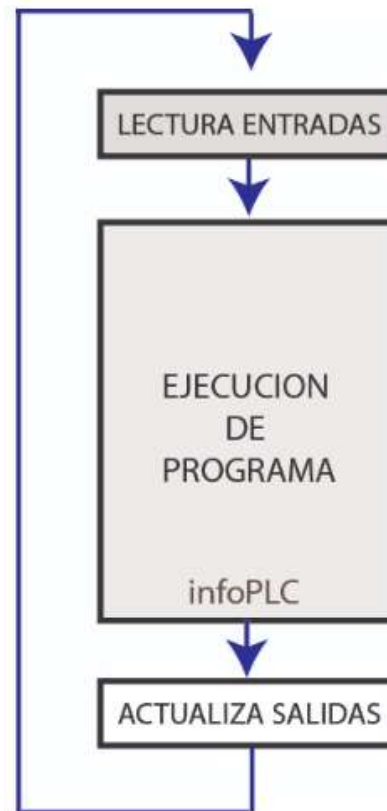 LECTURA ENTRADAS
EJECUCION
DE
PROGRAMA
infoPLC
ACTUALIZA SALIDAS